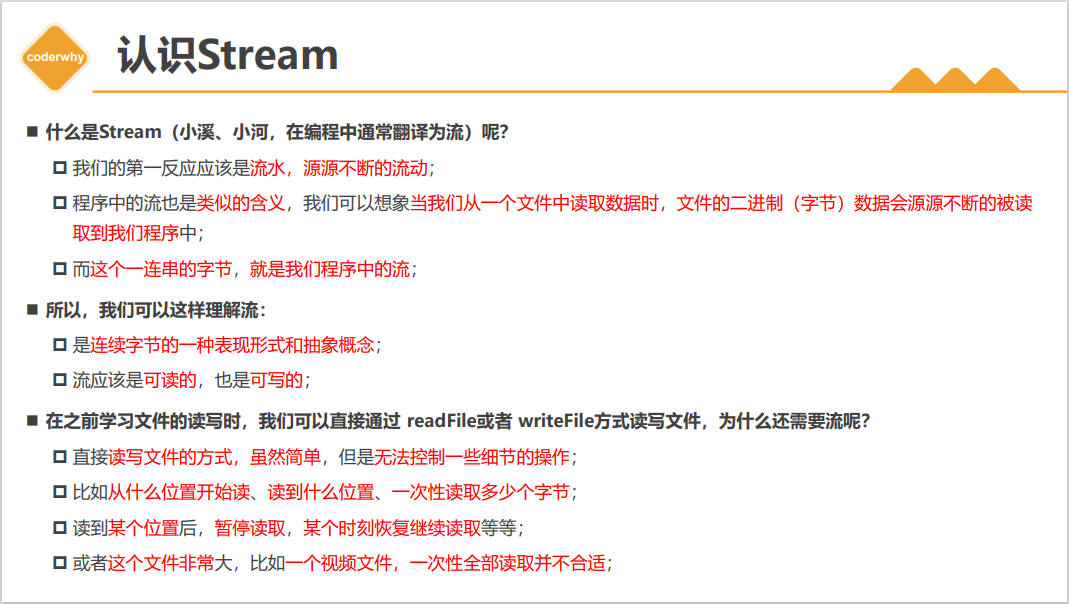 coderwhy
认识Stream
什么是Stream（小溪、小河，在编程中通常翻译为流）呢？
我们的第一反应应该是流水，源源不断的流动；
程序中的流也是类似的含义，我们可以想象当我们从一个文件中读取数据时，文件的二进制（字节）数据会源源不断的被读
取到我们程序中；
而这个一连串的字节，就是我们程序中的流；
所以，我们可以这样理解流：
是连续字节的一种表现形式和抽象概念；
流应该是可读的，也是可写的；
在之前学习文件的读写时，我们可以直接通过 readFile或者 writeFile方式读写文件，为什么还需要流呢？
直接读写文件的方式，虽然简单，但是无法控制一些细节的操作；
比如从什么位置开始读、读到什么位置、一次性读取多少个字节；
读到某个位置后，暂停读取，某个时刻恢复继续读取等等；
或者这个文件非常大，比如一个视频文件，一次性全部读取并不合适；